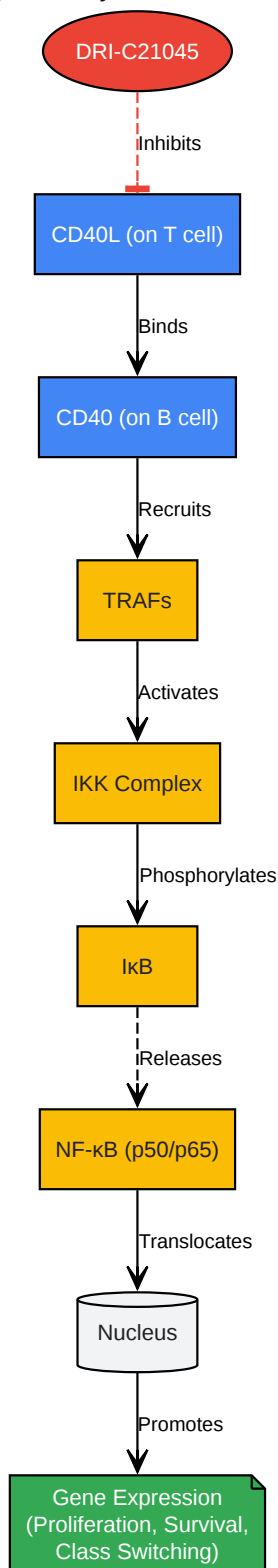 DRI-C21045
Inhibits
CD40L (on T cell)
Binds
CD40 (on B cell)
Recruits
TRAFs
Activates
IKK Complex
Phosphorylates
IκB
Releases
NF-κB (p50/p65)
Translocates
Nucleus
Promotes
Gene Expression
(Proliferation, Survival,
Class Switching)